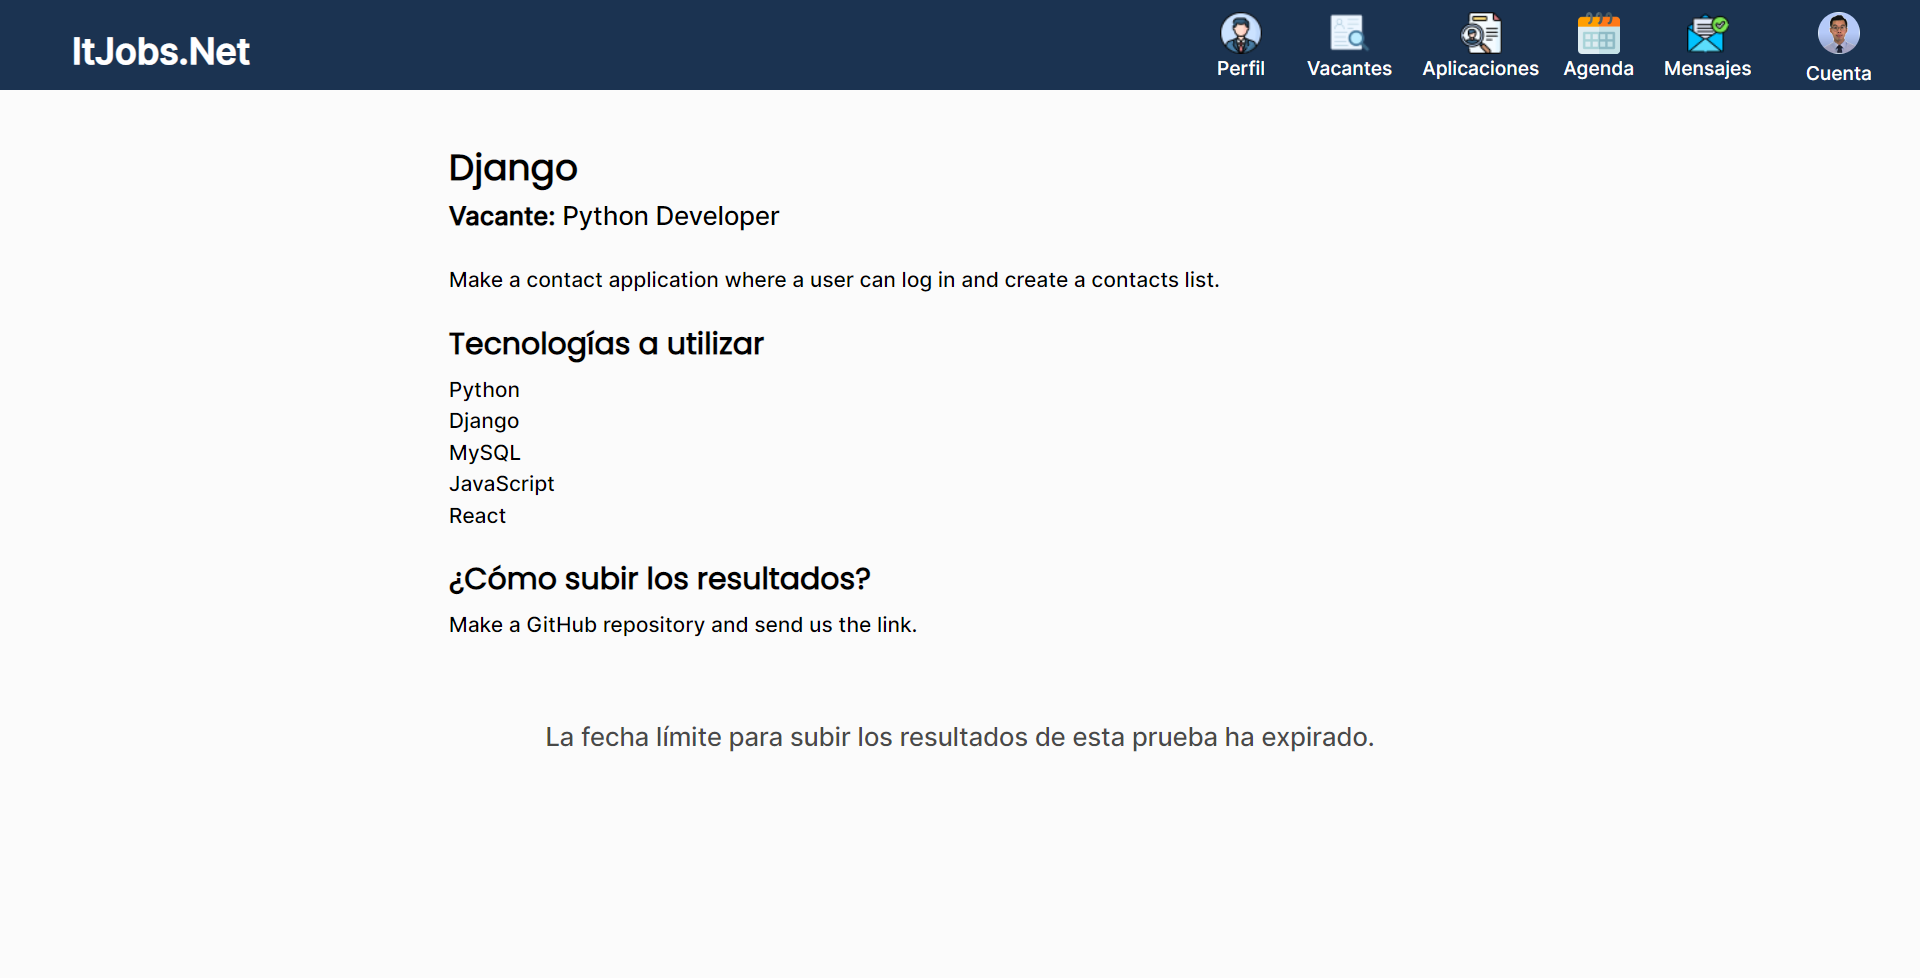 ItJobs.Net
Perfil
Vacantes
Aplicaciones
Agenda
Mensajes
Cuenta
Django
Vacante: Python Developer
Make a contact application where a user can log in and create a contacts list.
Tecnologías a utilizar
Python
Django
MySQL
JavaScript
React
¿Cómo subir los resultados?
Make a GitHub repository and send us the link.
La fecha límite para subir los resultados de esta prueba ha expirado.